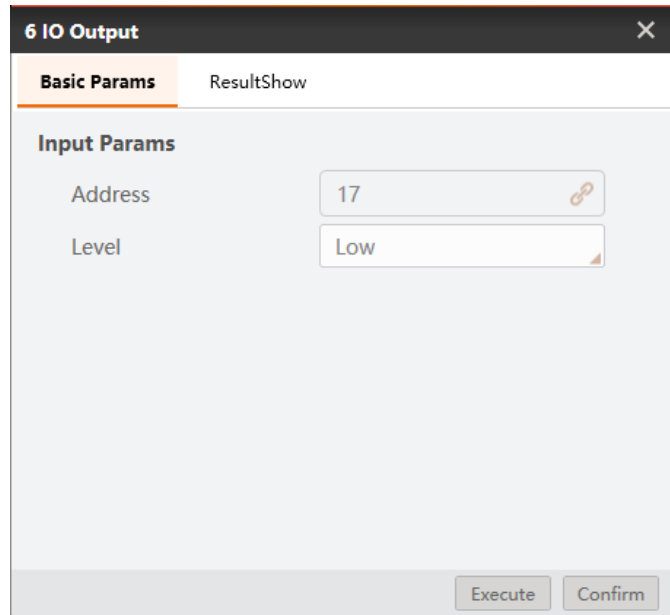 6 IO Output
Basic Params ResultShow
Input Params
Address 17
Level Low
Execute Confirm